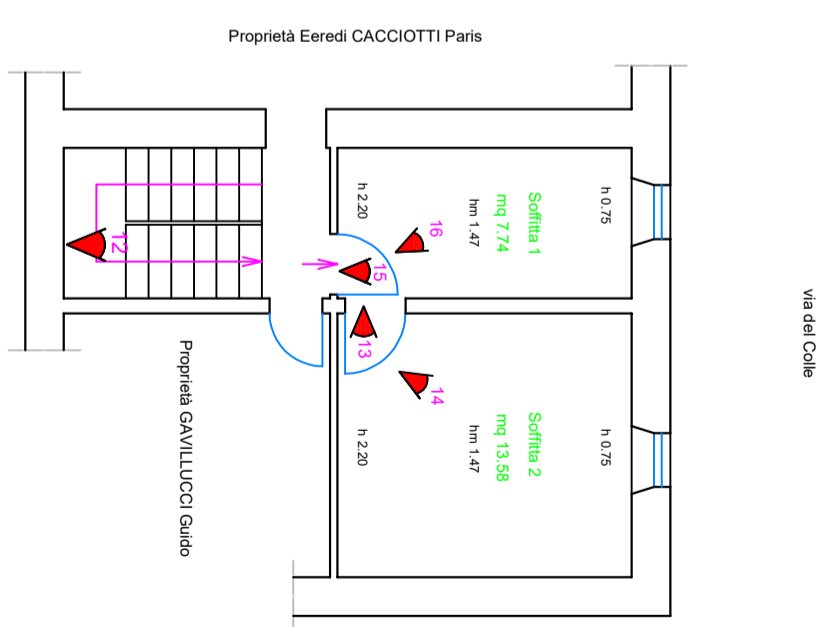 Proprietà Eeredi CACCIOTTI Paris
via del Colle
h 0.75
Soffitta 1
mq 7.74
hm 1.47
h 2.20
16
15
12
13
14
h 0.75
Soffitta 2
mq 13.58
hm 1.47
h 2.20
Proprietà GAVILLUCCI Guido